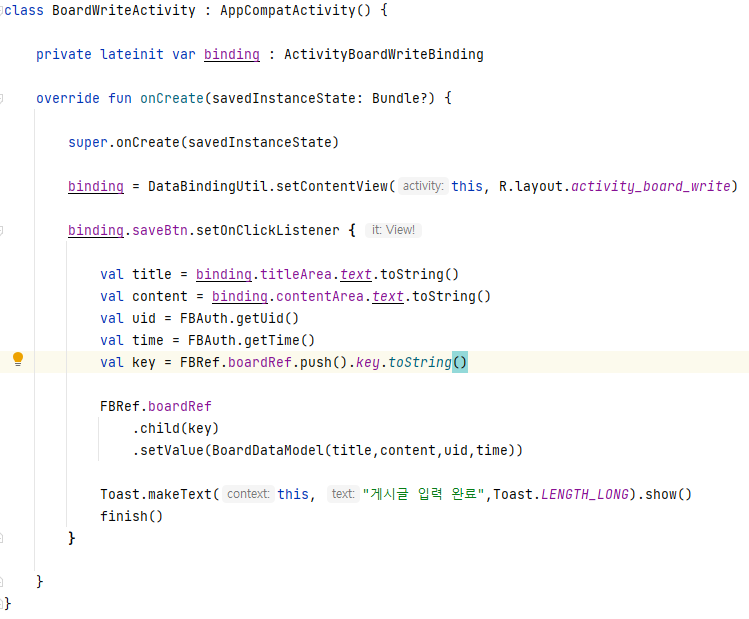 class BoardWriteActivity : AppCompatActivity() {
private lateinit var binding : ActivityBoardWriteBinding
override fun onCreate(savedInstanceState: Bundle?) {
super.onCreate(savedInstanceState)
binding = DataBindingUtil.setContentView( activity: this, R.layout.activity_board_write)
binding.saveBtn.setOnClickListener { it: View!
val title = binding.titleArea.text.toString()
val content = binding.contentArea.text.toString()
val uid = FBAuth.getUid()
val time = FBAuth.getTime()
val key = FBRef.boardRef.push().key.toString()
FBRef.boardRef
.child(key)
.setValue(BoardDataModel(title,content,uid,time))
Toast.makeText( context: this, text: "게시글 입력 완료",Toast.LENGTH_LONG).show()
finish()
}
}
}